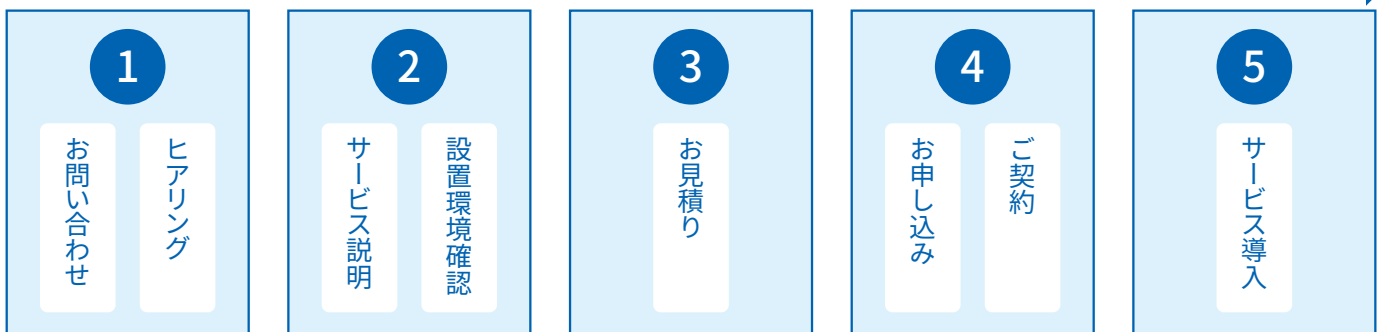 1
お問い合わせ
ヒアリング
2
サービス説明
設置環境確認
3
お見積り
4
お申し込み
ご契約
5
サービス導入